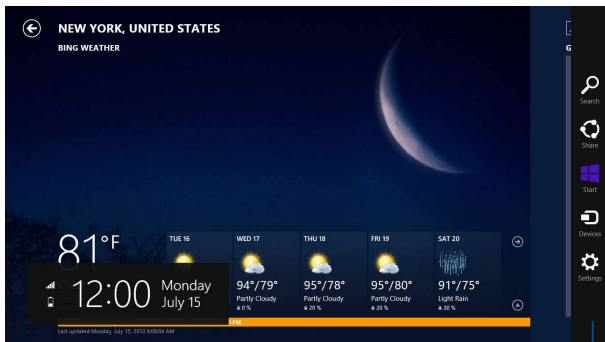 NEW YORK, UNITED STATES
BING WEATHER
G
Search
Share
Start
Devices
Settings
81°F
TUE 16
WED 17
94°/79°
Partly Cloudy
0 %
THU 18
95°/78°
Partly Cloudy
20 %
FRI 19
95°/80°
Partly Cloudy
20 %
SAT 20
91°/75°
Light Rain
30 %
12:00
Monday
July 15
PM
Last updated Monday, July 15, 2013 8:06:04 AM